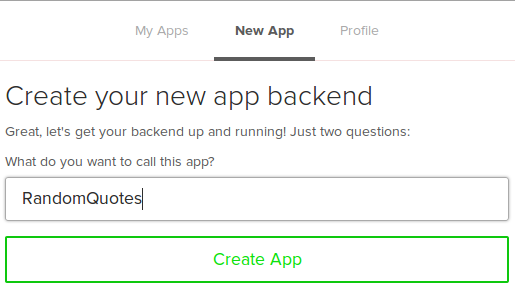 My Apps New App Profile
Create your new app backend
Great, let's get your backend up and running! Just two questions:
What do you want to call this app?
RandomQuotes
Create App